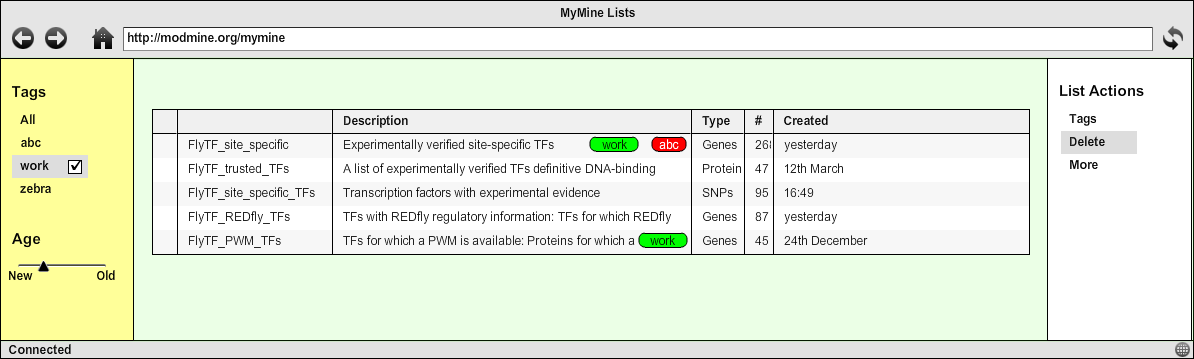 MyMine Lists
http://modmine.org/mymine
Tags
All
abc
work
zebra
Age
New Old
Description Type # Created
FlyTF_site_specific Experimentally verified site-specific TFs work abc Genes 268 yesterday
FlyTF_trusted_TFs A list of experimentally verified TFs definitive DNA-binding Protein 47 12th March
FlyTF_site_specific_TFs Transcription factors with experimental evidence SNPs 95 16:49
FlyTF_REDfly_TFs TFs with REDfly regulatory information: TFs for which REDfly Genes 87 yesterday
FlyTF_PWM_TFs TFs for which a PWM is available: Proteins for which a work Genes 45 24th December
List Actions
Tags
Delete
More
Connected